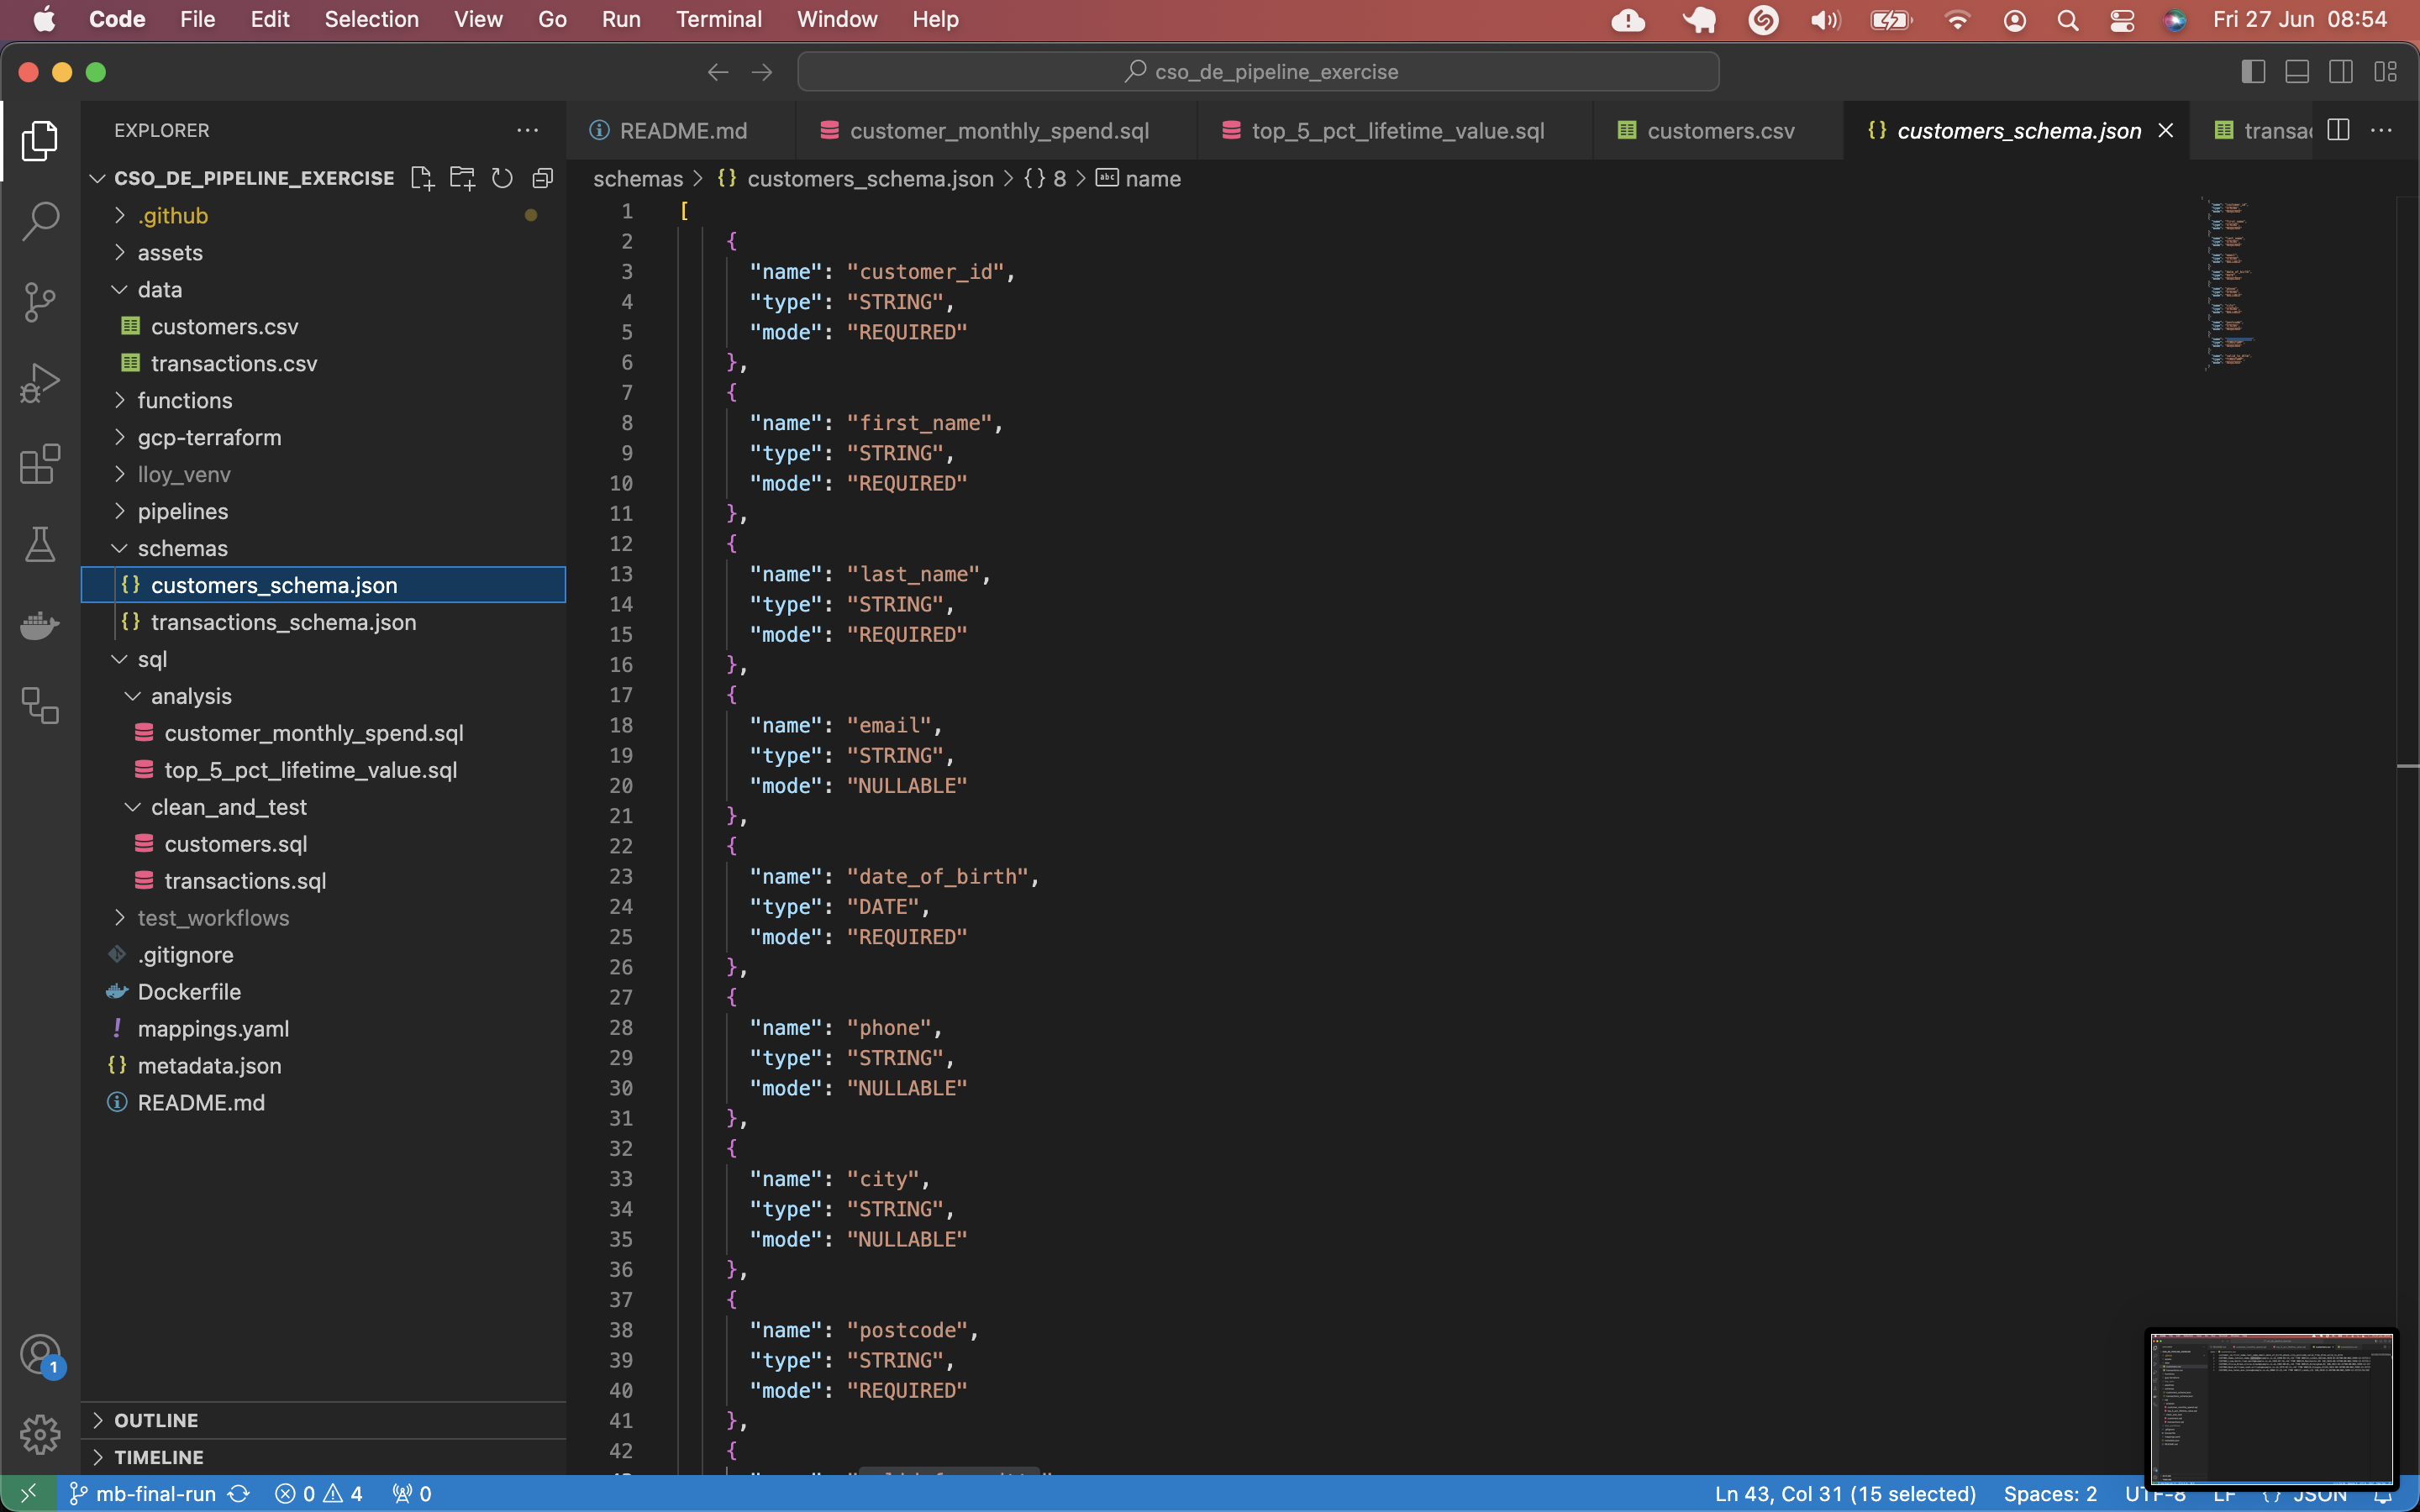 Code File Edit Selection View Go Run Terminal Window Help Fri 27 Jun 08:54
cso_de_pipeline_exercise
EXPLORER
CSO_DE_PIPELINE_EXERCISE
.github
assets
data
customers.csv
transactions.csv
functions
gcp-terraform
lloy_venv
pipelines
schemas
customers_schema.json
transactions_schema.json
sql
analysis
customer_monthly_spend.sql
top_5_pct_lifetime_value.sql
clean_and_test
customers.sql
transactions.sql
test_workflows
.gitignore
Dockerfile
mappings.yaml
metadata.json
README.md
OUTLINE
TIMELINE
1
README.md customer_monthly_spend.sql top_5_pct_lifetime_value.sql customers.csv {} customers_schema.json
schemas > {} customers_schema.json > {} 8 > abc name
1 [
2 {
3 "name": "customer_id",
4 "type": "STRING",
5 "mode": "REQUIRED"
6 },
7 {
8 "name": "first_name",
9 "type": "STRING",
10 "mode": "REQUIRED"
11 },
12 {
13 "name": "last_name",
14 "type": "STRING",
15 "mode": "REQUIRED"
16 },
17 {
18 "name": "email",
19 "type": "STRING",
20 "mode": "NULLABLE"
21 },
22 {
23 "name": "date_of_birth",
24 "type": "DATE",
25 "mode": "REQUIRED"
26 },
27 {
28 "name": "phone",
29 "type": "STRING",
30 "mode": "NULLABLE"
31 },
32 {
33 "name": "city",
34 "type": "STRING",
35 "mode": "NULLABLE"
36 },
37 {
38 "name": "postcode",
39 "type": "STRING",
40 "mode": "REQUIRED"
41 },
42 {
mb-final-run 0 4 0 Ln 43, Col 31 (15 selected) Spaces: 2 UTF-8 LF {} JSON